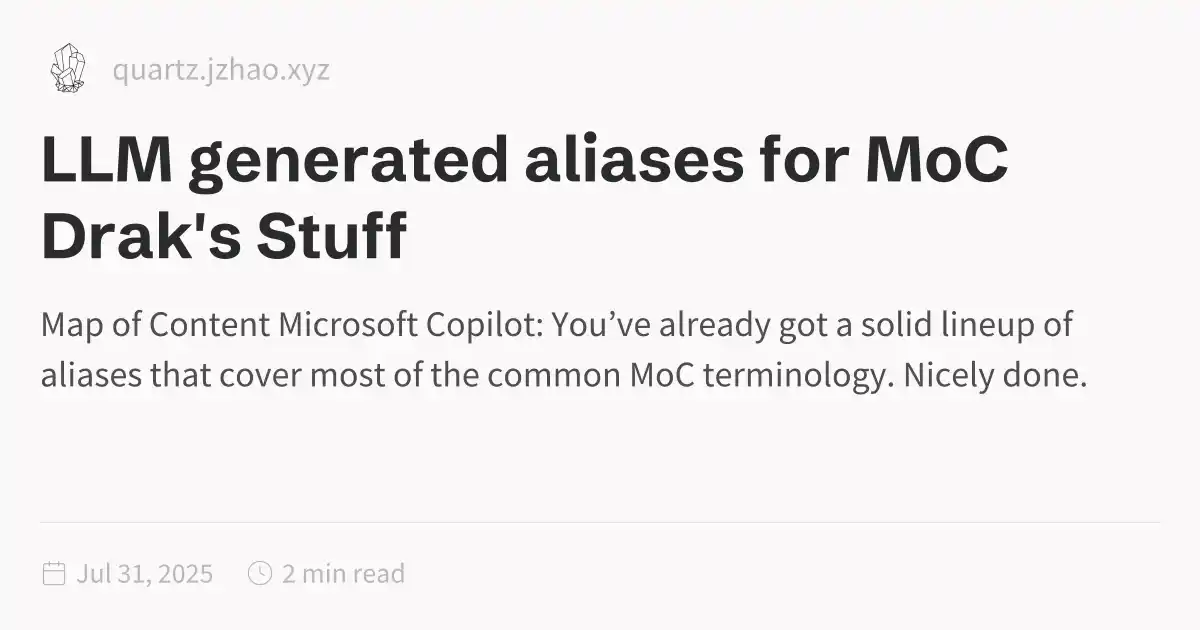 quartz.jzhao.xyz
LLM generated aliases for MoC
Drak's Stuff
Map of Content Microsoft Copilot: You’ve already got a solid lineup of
aliases that cover most of the common MoC terminology. Nicely done.
Jul 31, 2025 2 min read